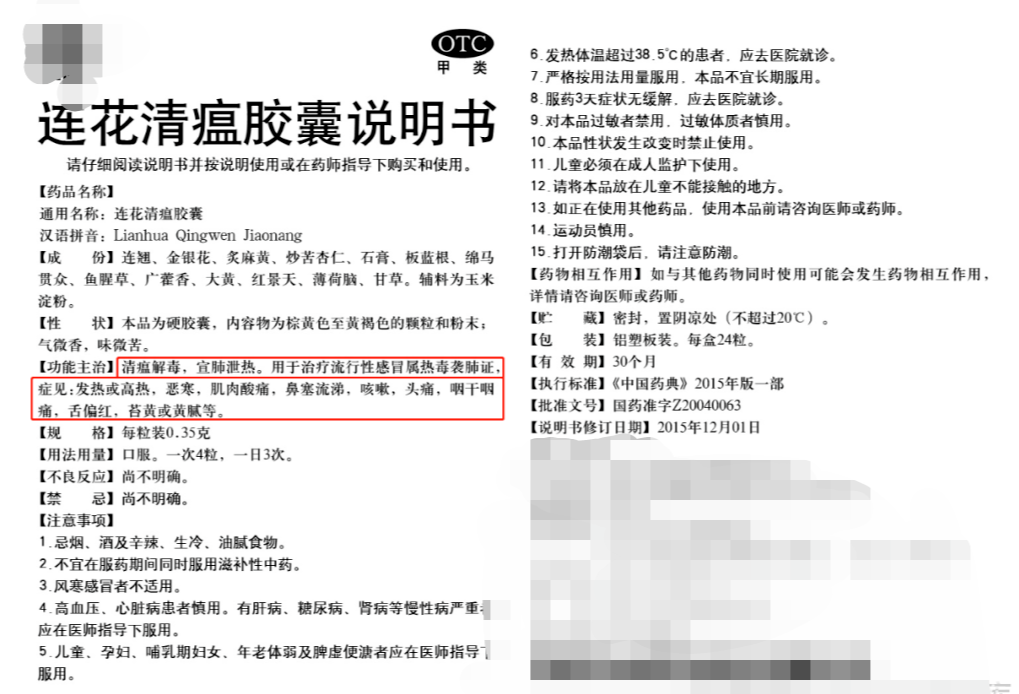 OTC
甲 类
连花清瘟胶囊说明书
请仔细阅读说明书并按说明使用或在药师指导下购买和使用。
【药品名称】
通用名称：连花清瘟胶囊
汉语拼音：Lianhua Qingwen Jiaonang
【成 份】连翘、金银花、炙麻黄、炒苦杏仁、石膏、板蓝根、绵马
贯众、鱼腥草、广藿香、大黄、红景天、薄荷脑、甘草。辅料为玉米
淀粉。
【性 状】本品为硬胶囊，内容物为棕黄色至黄褐色的颗粒和粉末；
气微香，味微苦。
【功能主治】清瘟解毒，宣肺泄热。用于治疗流行性感冒属热毒袭肺证，
症见：发热或高热，恶寒，肌肉酸痛，鼻塞流涕，咳嗽，头痛，咽干咽
痛，舌偏红，苔黄或黄腻等。
【规 格】每粒装0.35克
【用法用量】口服。一次4粒，一日3次。
【不良反应】尚不明确。
【禁 忌】尚不明确。
【注意事项】
1.忌烟、酒及辛辣、生冷、油腻食物。
2.不宜在服药期间同时服用滋补性中药。
3.风寒感冒者不适用。
4.高血压、心脏病患者慎用。有肝病、糖尿病、肾病等慢性病严重
应在医师指导下服用。
5.儿童、孕妇、哺乳期妇女、年老体弱及脾虚便溏者应在医师指导
服用。
6.发热体温超过38.5℃的患者，应去医院就诊。
7.严格按用法用量服用，本品不宜长期服用。
8.服药3天症状无缓解，应去医院就诊。
9.对本品过敏者禁用，过敏体质者慎用。
10.本品性状发生改变时禁止使用。
11.儿童必须在成人监护下使用。
12.请将本品放在儿童不能接触的地方。
13.如正在使用其他药品，使用本品前请咨询医师或药师。
14.运动员慎用。
15.打开防潮袋后，请注意防潮。
【药物相互作用】如与其他药物同时使用可能会发生药物相互作用，
详情请咨询医师或药师。
【贮 藏】密封，置阴凉处（不超过20℃）。
【包 装】铝塑板装。每盒24粒。
【有 效 期】30个月
【执行标准】《中国药典》2015年版一部
【批准文号】国药准字Z20040063
【说明书修订日期】2015年12月01日